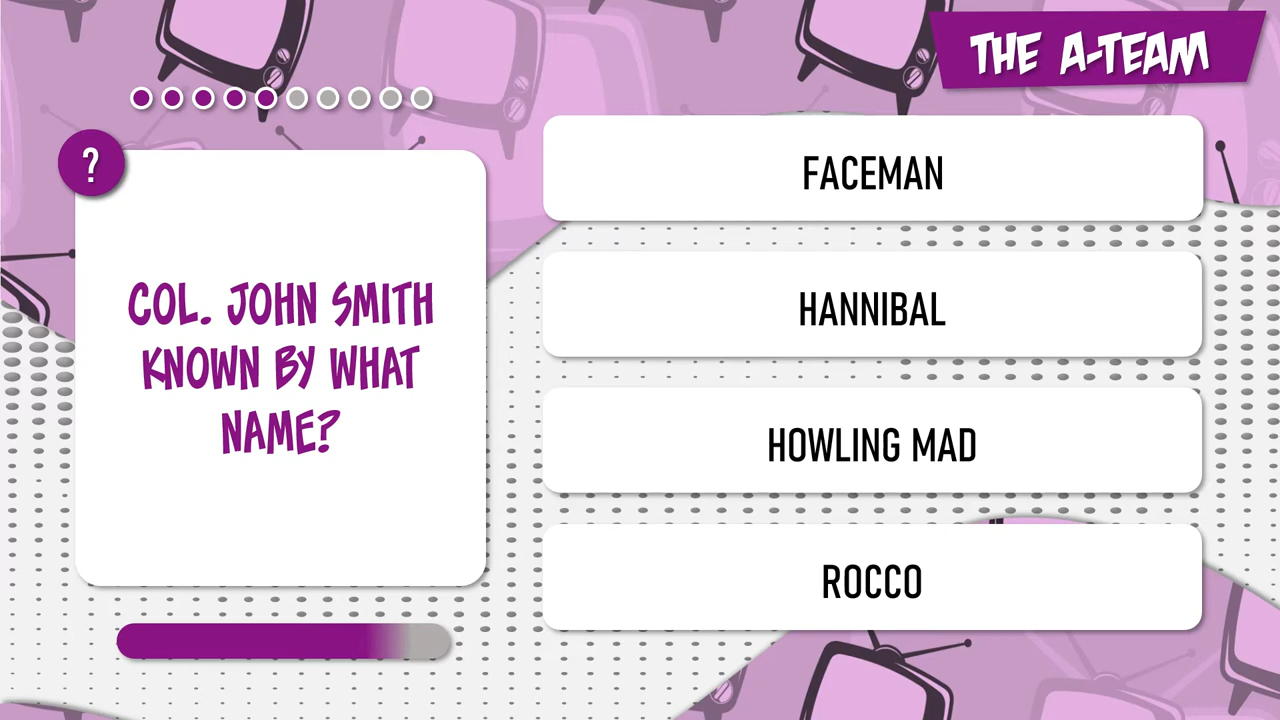 THE A-TEAM
?
COL. JOHN SMITH
KNOWN BY WHAT
NAME?
FACEMAN
HANNIBAL
HOWLING MAD
ROCCO